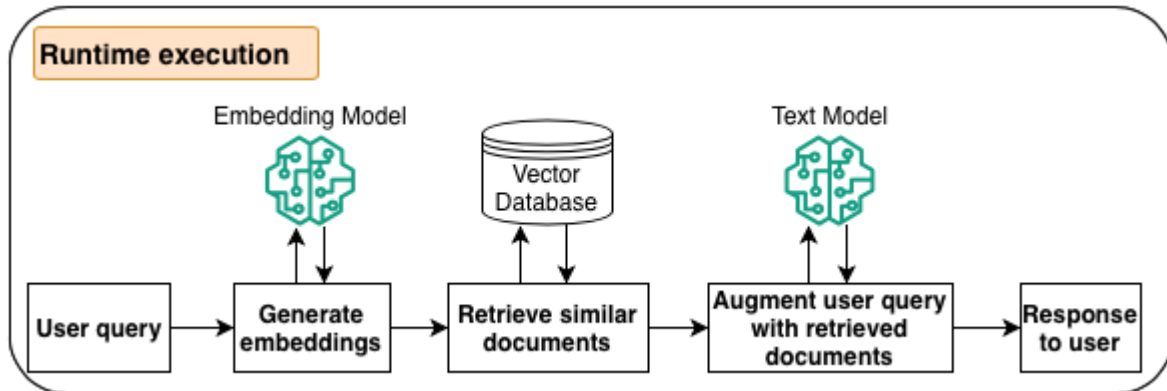 Runtime execution
Embedding Model
Text Model
Vector
Database
User query
Generate
embeddings
Retrieve similar
documents
Augment user query
with retrieved
documents
Response
to user